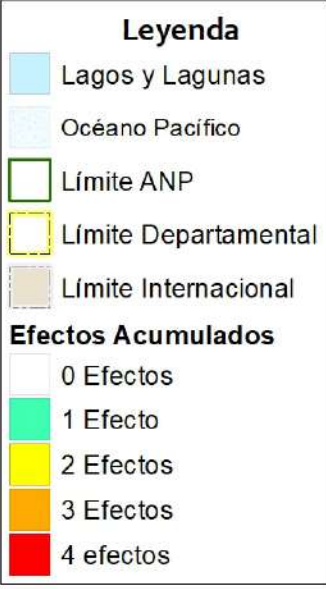 Leyenda
Lagos y Lagunas
Océano Pacífico
Límite ANP
Límite Departamental
Límite Internacional
Efectos Acumulados
0 Efectos
1 Efecto
2 Efectos
3 Efectos
4 efectos